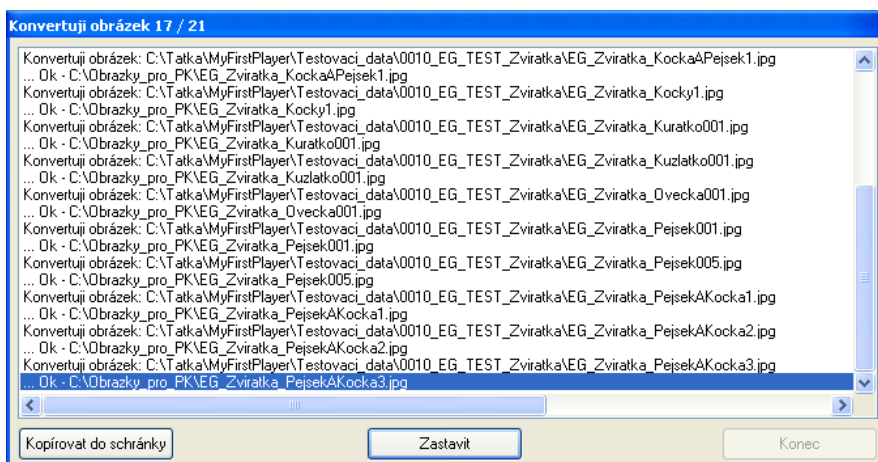 Konvertuji obrázek 17 / 21
Konvertuji obrázek: C:\Tatka\MyFirstPlayer\Testovaci_data\0010_EG_TEST_Zviratka\EG_Zviratka_KockaAPejsek1.jpg
... Ok - C:\Obrazky_pro_PK\EG_Zviratka_KockaAPejsek1.jpg
Konvertuji obrázek: C:\Tatka\MyFirstPlayer\Testovaci_data\0010_EG_TEST_Zviratka\EG_Zviratka_Kocky1.jpg
... Ok - C:\Obrazky_pro_PK\EG_Zviratka_Kocky1.jpg
Konvertuji obrázek: C:\Tatka\MyFirstPlayer\Testovaci_data\0010_EG_TEST_Zviratka\EG_Zviratka_Kuratko001.jpg
... Ok - C:\Obrazky_pro_PK\EG_Zviratka_Kuratko001.jpg
Konvertuji obrázek: C:\Tatka\MyFirstPlayer\Testovaci_data\0010_EG_TEST_Zviratka\EG_Zviratka_Kuzlatko001.jpg
... Ok - C:\Obrazky_pro_PK\EG_Zviratka_Kuzlatko001.jpg
Konvertuji obrázek: C:\Tatka\MyFirstPlayer\Testovaci_data\0010_EG_TEST_Zviratka\EG_Zviratka_Ovecka001.jpg
... Ok - C:\Obrazky_pro_PK\EG_Zviratka_Ovecka001.jpg
Konvertuji obrázek: C:\Tatka\MyFirstPlayer\Testovaci_data\0010_EG_TEST_Zviratka\EG_Zviratka_Pejsek001.jpg
... Ok - C:\Obrazky_pro_PK\EG_Zviratka_Pejsek001.jpg
Konvertuji obrázek: C:\Tatka\MyFirstPlayer\Testovaci_data\0010_EG_TEST_Zviratka\EG_Zviratka_Pejsek005.jpg
... Ok - C:\Obrazky_pro_PK\EG_Zviratka_Pejsek005.jpg
Konvertuji obrázek: C:\Tatka\MyFirstPlayer\Testovaci_data\0010_EG_TEST_Zviratka\EG_Zviratka_PejsekAKocka1.jpg
... Ok - C:\Obrazky_pro_PK\EG_Zviratka_PejsekAKocka1.jpg
Konvertuji obrázek: C:\Tatka\MyFirstPlayer\Testovaci_data\0010_EG_TEST_Zviratka\EG_Zviratka_PejsekAKocka2.jpg
... Ok - C:\Obrazky_pro_PK\EG_Zviratka_PejsekAKocka2.jpg
Konvertuji obrázek: C:\Tatka\MyFirstPlayer\Testovaci_data\0010_EG_TEST_Zviratka\EG_Zviratka_PejsekAKocka3.jpg
... Ok - C:\Obrazky_pro_PK\EG_Zviratka_PejsekAKocka3.jpg
Kopírovat do schránky Zastavit Konec